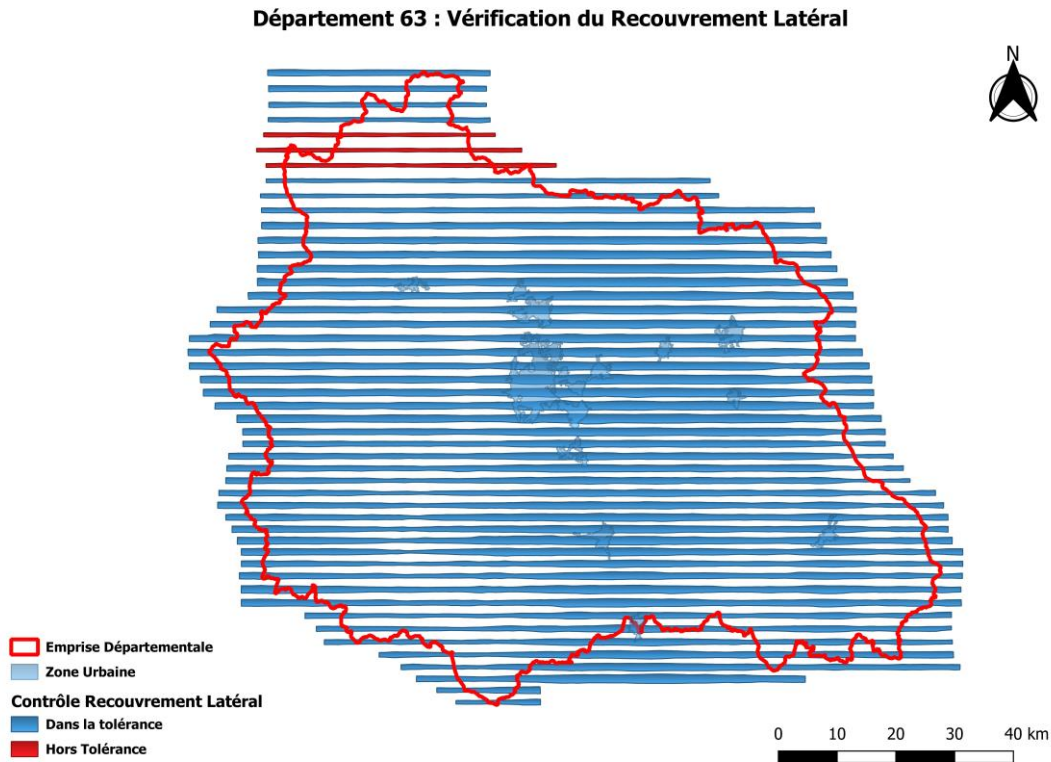 Département 63 : Vérification du Recouvrement Latéral
N
Emprise Départementale
Zone Urbaine
Contrôle Recouvrement Latéral
Dans la tolérance
Hors Tolérance
0 10 20 30 40 km